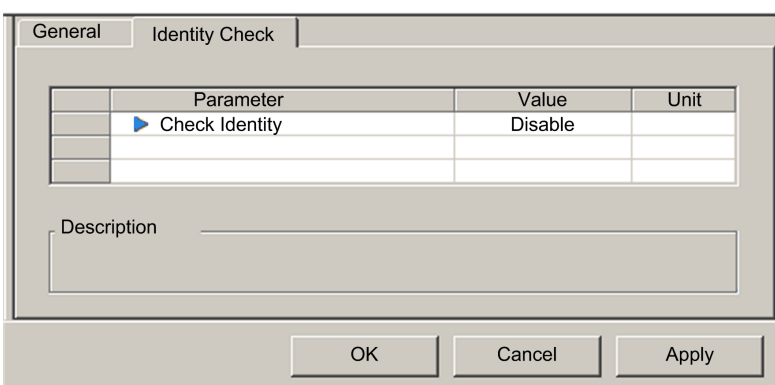 General Identity Check
Parameter Value Unit
Check Identity Disable
Description
OK Cancel Apply